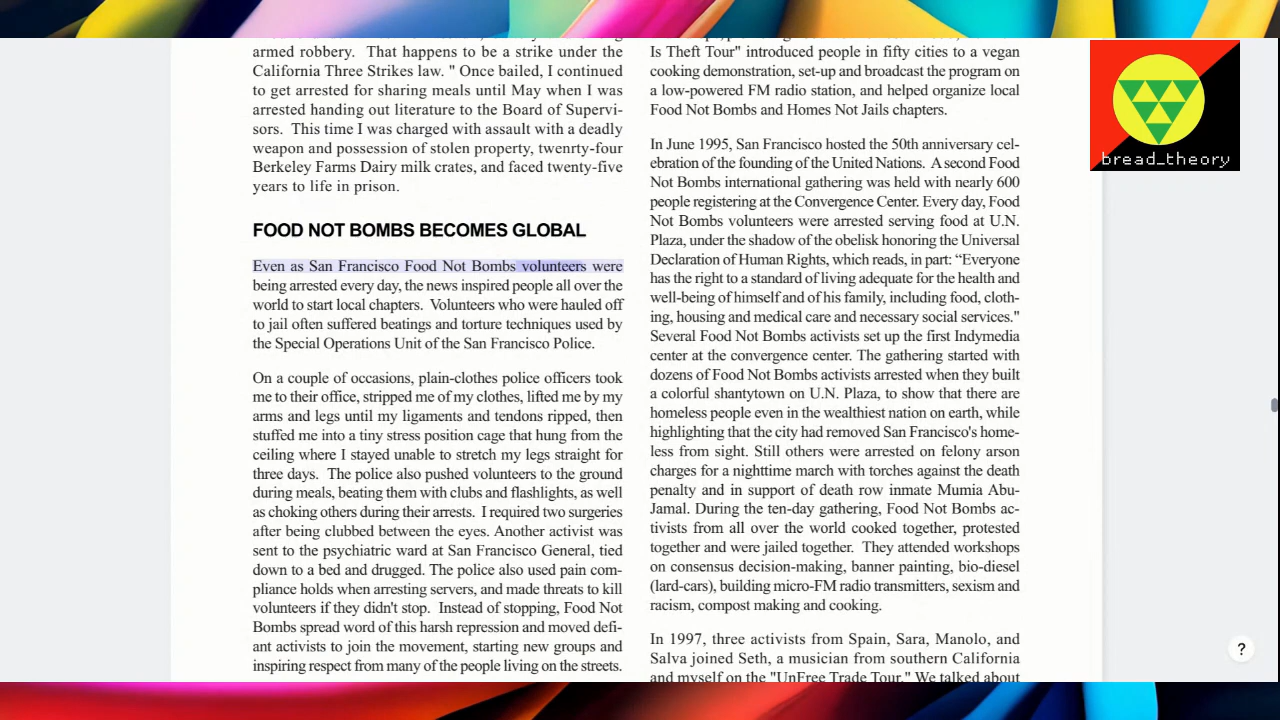 armed robbery. That happens to be a strike under the
California Three Strikes law. " Once bailed, I continued
to get arrested for sharing meals until May when I was
arrested handing out literature to the Board of Supervi-
sors. This time I was charged with assault with a deadly
weapon and possession of stolen property, twenrty-four
Berkeley Farms Dairy milk crates, and faced twenty-five
years to life in prison.
FOOD NOT BOMBS BECOMES GLOBAL
Even as San Francisco Food Not Bombs volunteers were
being arrested every day, the news inspired people all over the
world to start local chapters. Volunteers who were hauled off
to jail often suffered beatings and torture techniques used by
the Special Operations Unit of the San Francisco Police.
On a couple of occasions, plain-clothes police officers took
me to their office, stripped me of my clothes, lifted me by my
arms and legs until my ligaments and tendons ripped, then
stuffed me into a tiny stress position cage that hung from the
ceiling where I stayed unable to stretch my legs straight for
three days. The police also pushed volunteers to the ground
during meals, beating them with clubs and flashlights, as well
as choking others during their arrests. I required two surgeries
after being clubbed between the eyes. Another activist was
sent to the psychiatric ward at San Francisco General, tied
down to a bed and drugged. The police also used pain com-
pliance holds when arresting servers, and made threats to kill
volunteers if they didn't stop. Instead of stopping, Food Not
Bombs spread word of this harsh repression and moved defi-
ant activists to join the movement, starting new groups and
inspiring respect from many of the people living on the streets.
Is Theft Tour" introduced people in fifty cities to a vegan
cooking demonstration, set-up and broadcast the program on
a low-powered FM radio station, and helped organize local
Food Not Bombs and Homes Not Jails chapters.
In June 1995, San Francisco hosted the 50th anniversary cel-
ebration of the founding of the United Nations. A second Food
Not Bombs international gathering was held with nearly 600
people registering at the Convergence Center. Every day, Food
Not Bombs volunteers were arrested serving food at U.N.
Plaza, under the shadow of the obelisk honoring the Universal
Declaration of Human Rights, which reads, in part: “Everyone
has the right to a standard of living adequate for the health and
well-being of himself and of his family, including food, cloth-
ing, housing and medical care and necessary social services."
Several Food Not Bombs activists set up the first Indymedia
center at the convergence center. The gathering started with
dozens of Food Not Bombs activists arrested when they built
a colorful shantytown on U.N. Plaza, to show that there are
homeless people even in the wealthiest nation on earth, while
highlighting that the city had removed San Francisco's home-
less from sight. Still others were arrested on felony arson
charges for a nighttime march with torches against the death
penalty and in support of death row inmate Mumia Abu-
Jamal. During the ten-day gathering, Food Not Bombs ac-
tivists from all over the world cooked together, protested
together and were jailed together. They attended workshops
on consensus decision-making, banner painting, bio-diesel
(lard-cars), building micro-FM radio transmitters, sexism and
racism, compost making and cooking.
In 1997, three activists from Spain, Sara, Manolo, and
Salva joined Seth, a musician from southern California
and myself on the "UnFree Trade Tour." We talked about
bread_theory
?